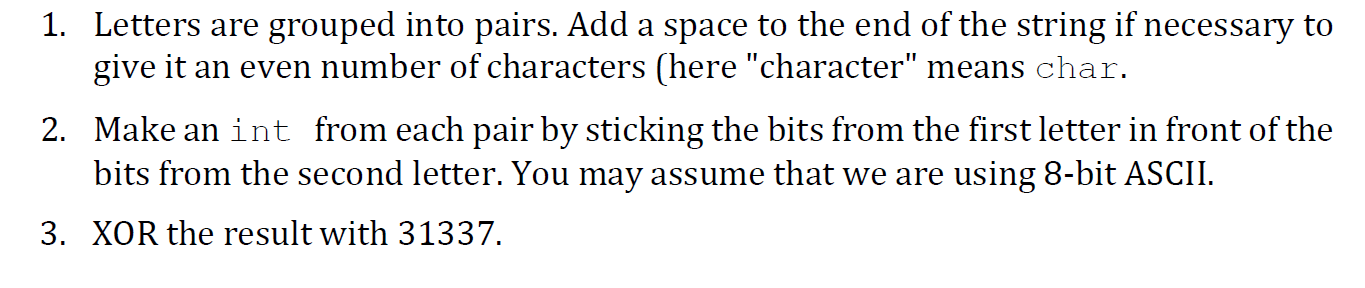 1. Letters are grouped into pairs. Add a space to the end of the string if necessary to
give it an even number of characters (here "character" means char.
2. Make an int from each pair by sticking the bits from the first letter in front of the
bits from the second letter. You may assume that we are using 8-bit ASCII.
3. XOR the result with 31337.